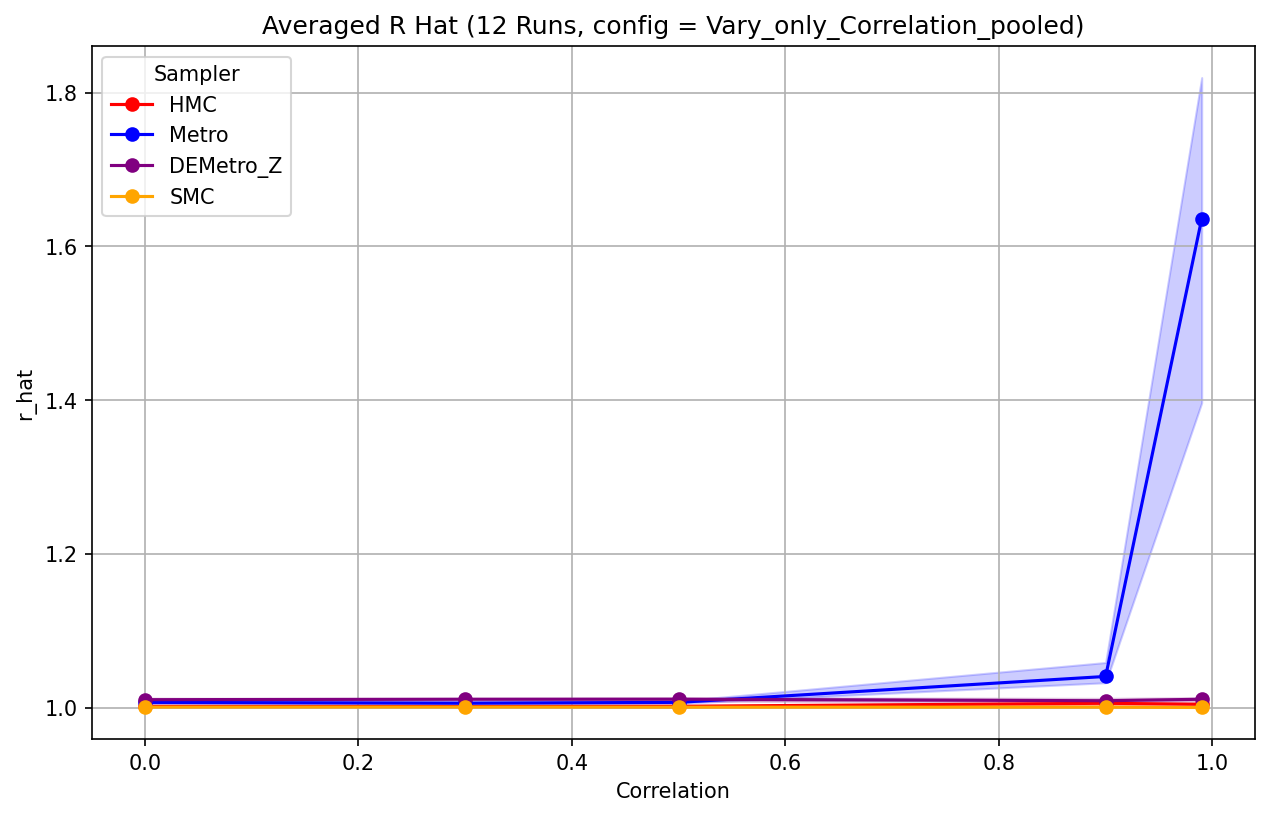 Averaged R Hat (12 Runs, config = Vary_only_Correlation_pooled)
Sampler
HMC
Metro
DEMetro_Z
SMC
r_hat
1.8
1.6
1.4
1.2
1.0
0.0 0.2 0.4 0.6 0.8 1.0
Correlation